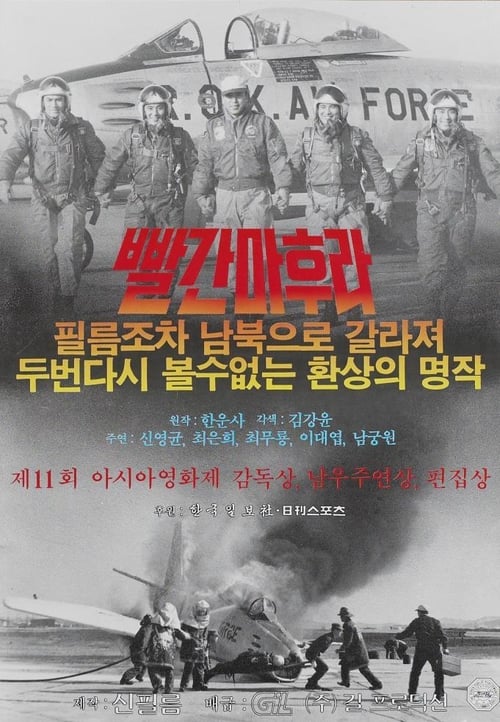 R.O.K. AIR FORCE
빨간마후라
필름조차 남북으로 갈라져
두번다시 볼수없는 환상의 명작
원작:한운사 각색:김강윤
주연:신영균, 최은희, 최무룡, 이대엽, 남궁원
제11회 아시아영화제 감독상, 남우주연상, 편집상
후원:한국일보社·日刊스포츠
제작:신필름 배급:GIL (주)길프로덕션